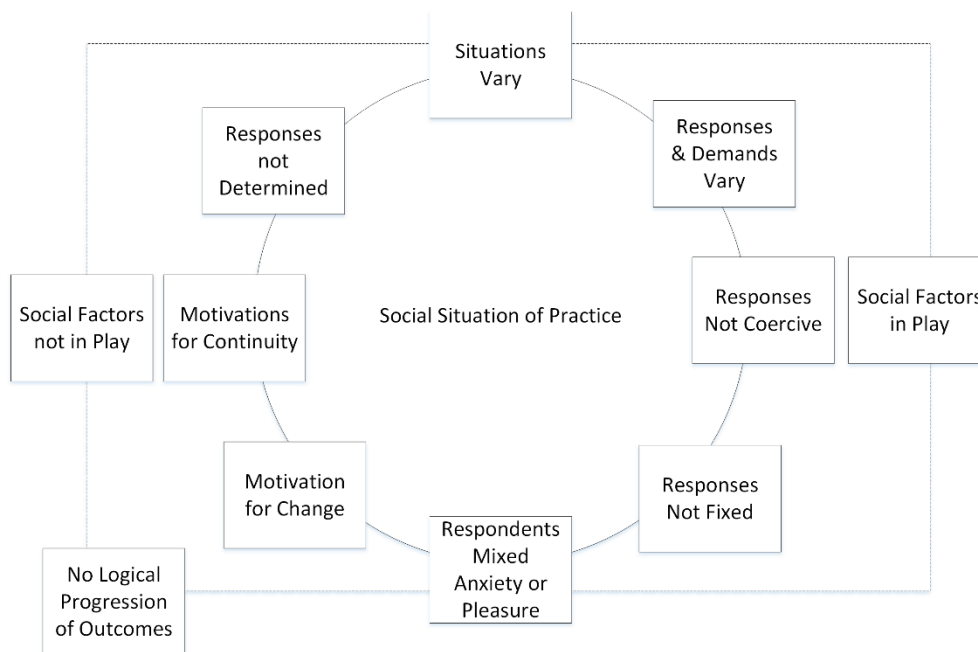 Situations
Vary
Responses
not
Determined
Responses
& Demands
Vary
Social Factors
not in Play
Motivations
for Continuity
Social Situation of Practice
Responses
Not Coercive
Social Factors
in Play
Motivation
for Change
Responses
Not Fixed
Respondents
Mixed
Anxiety or
Pleasure
No Logical
Progression
of Outcomes